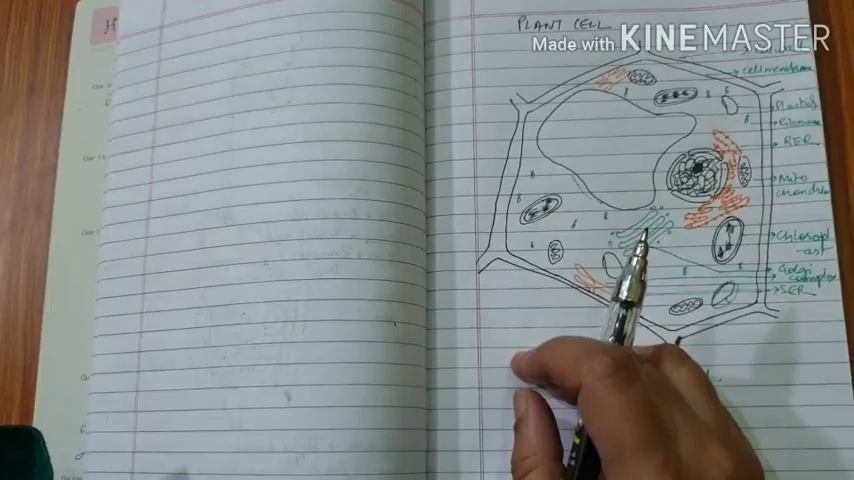 PLANT CELL
Made with KINEMASTER
cell membrane
Plastids
Ribosome
RER
Mito
chondria
Chloropl
-ast
Golgi
complex
SER
H